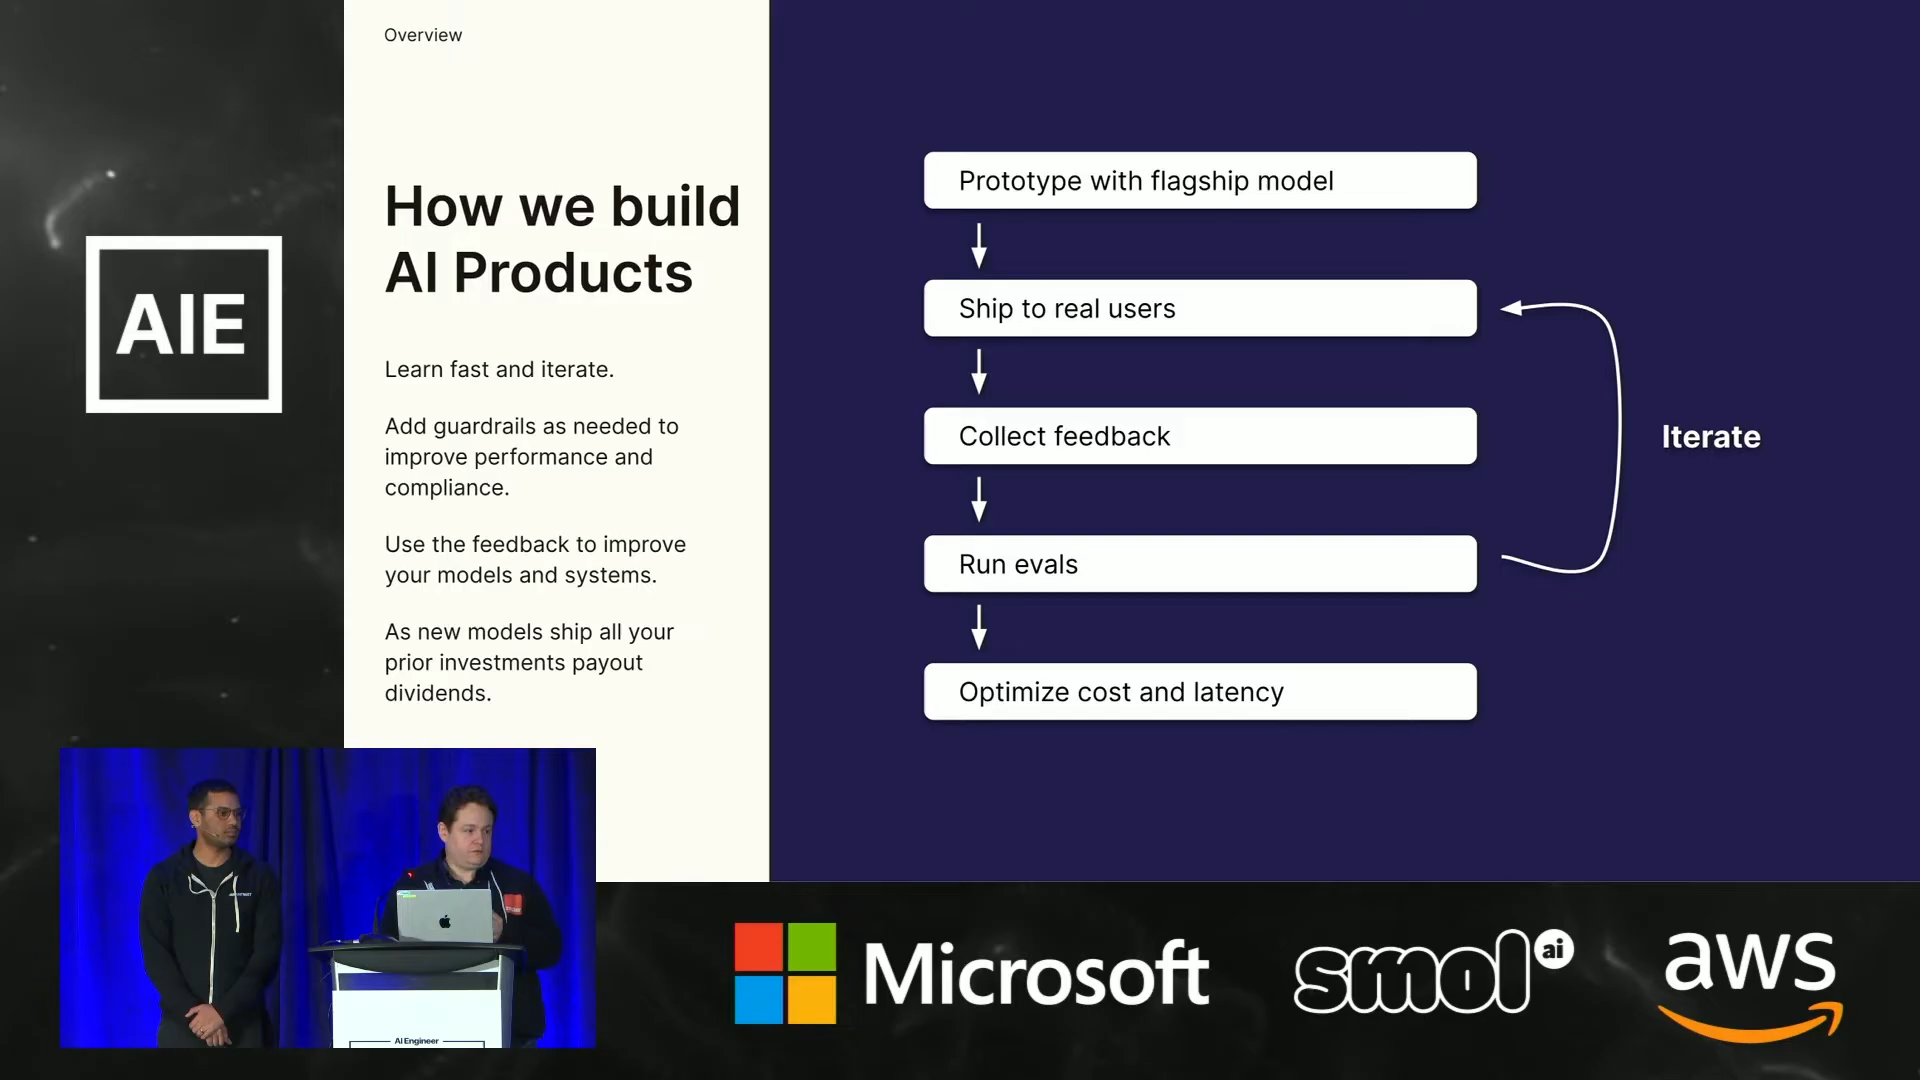 Overview
How we build
AI Products
Learn fast and iterate.
Add guardrails as needed to
improve performance and
compliance.
Use the feedback to improve
your models and systems.
As new models ship all your
prior investments payout
dividends.
Prototype with flagship model
Ship to real users
Collect feedback
Run evals
Optimize cost and latency
Iterate
AIE
AI Engineer
Microsoft
smol ai
aws